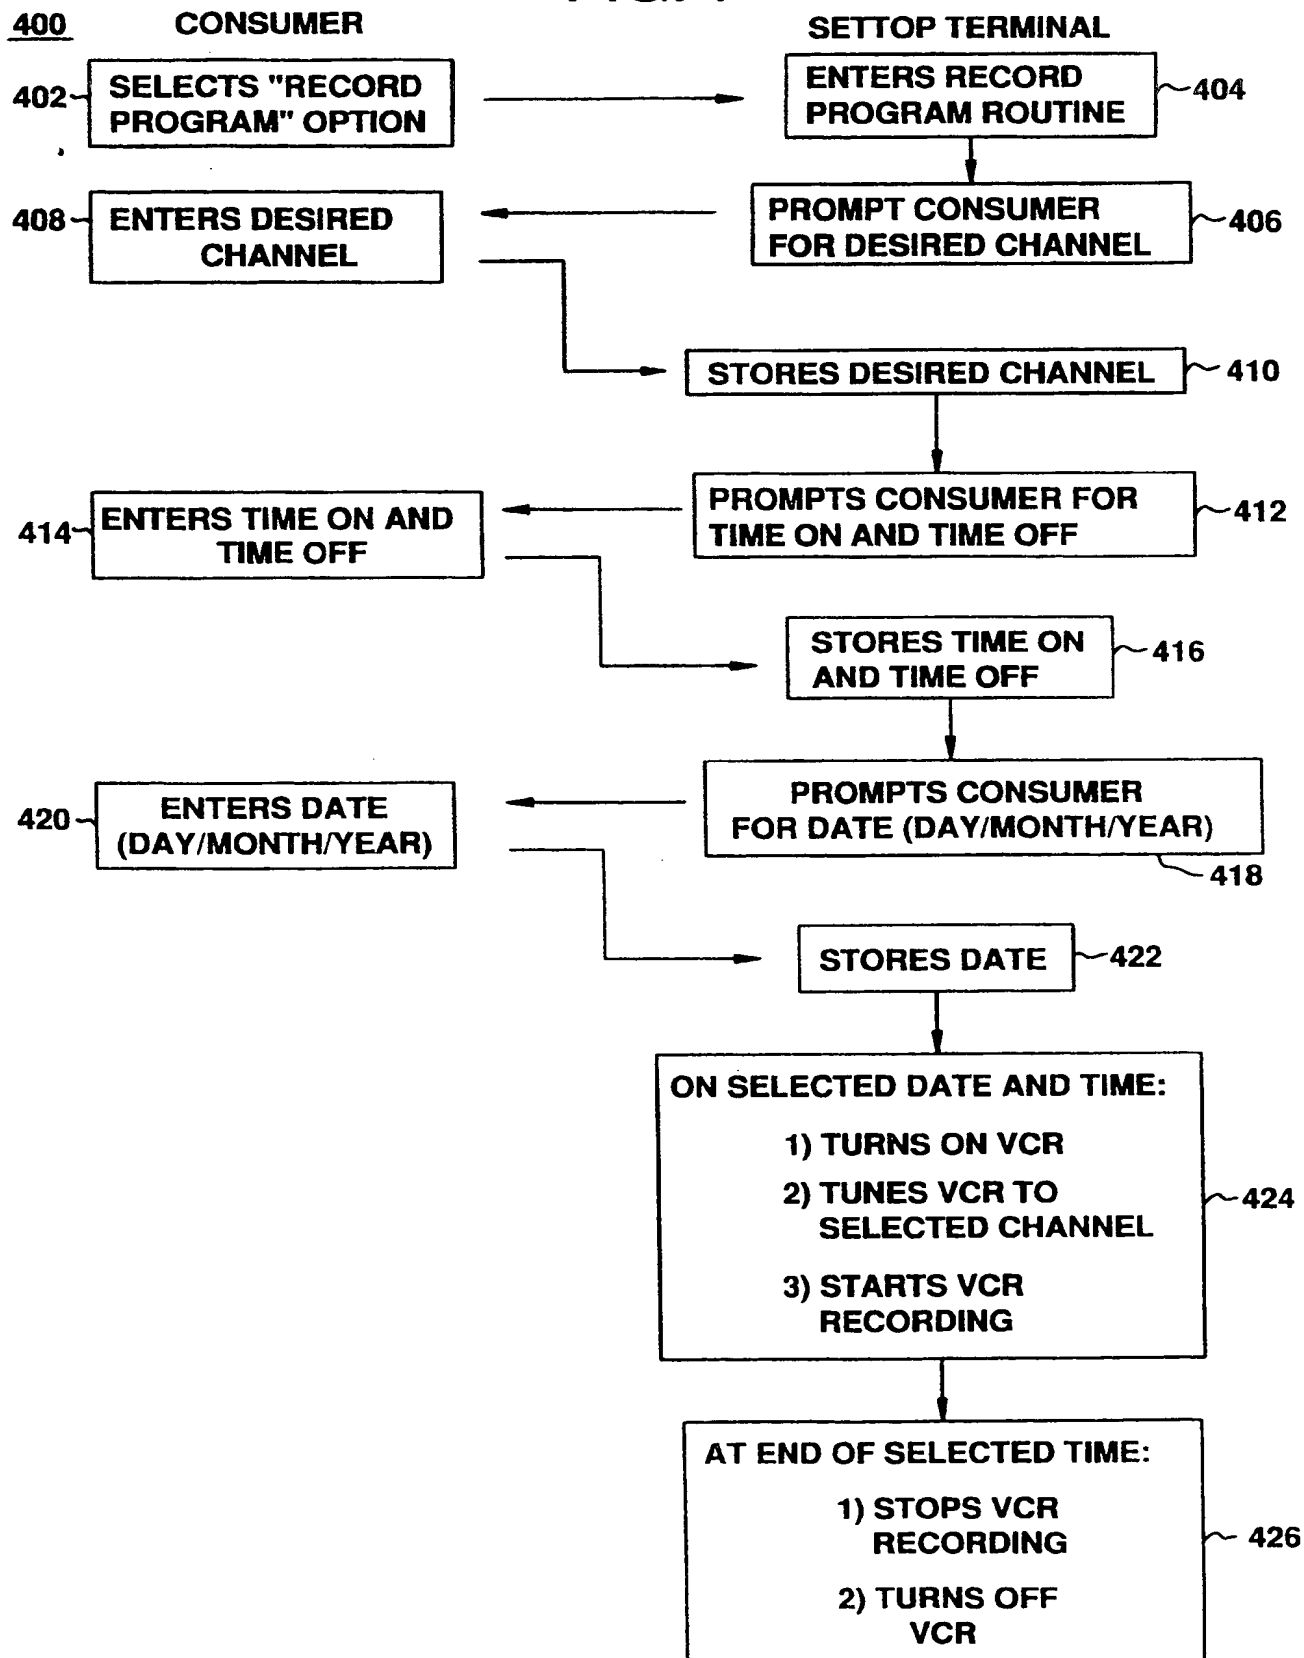 400 CONSUMER SETTOP TERMINAL
402 SELECTS "RECORD
PROGRAM" OPTION
ENTERS RECORD
PROGRAM ROUTINE
404
408 ENTERS DESIRED
CHANNEL
PROMPT CONSUMER
FOR DESIRED CHANNEL
406
STORES DESIRED CHANNEL
410
414 ENTERS TIME ON AND
TIME OFF
PROMPTS CONSUMER FOR
TIME ON AND TIME OFF
412
STORES TIME ON
AND TIME OFF
416
420 ENTERS DATE
(DAY/MONTH/YEAR)
PROMPTS CONSUMER
FOR DATE (DAY/MONTH/YEAR)
418
STORES DATE
422
ON SELECTED DATE AND TIME:
1) TURNS ON VCR
2) TUNES VCR TO
SELECTED CHANNEL
3) STARTS VCR
RECORDING
424
AT END OF SELECTED TIME:
1) STOPS VCR
RECORDING
2) TURNS OFF
VCR
426